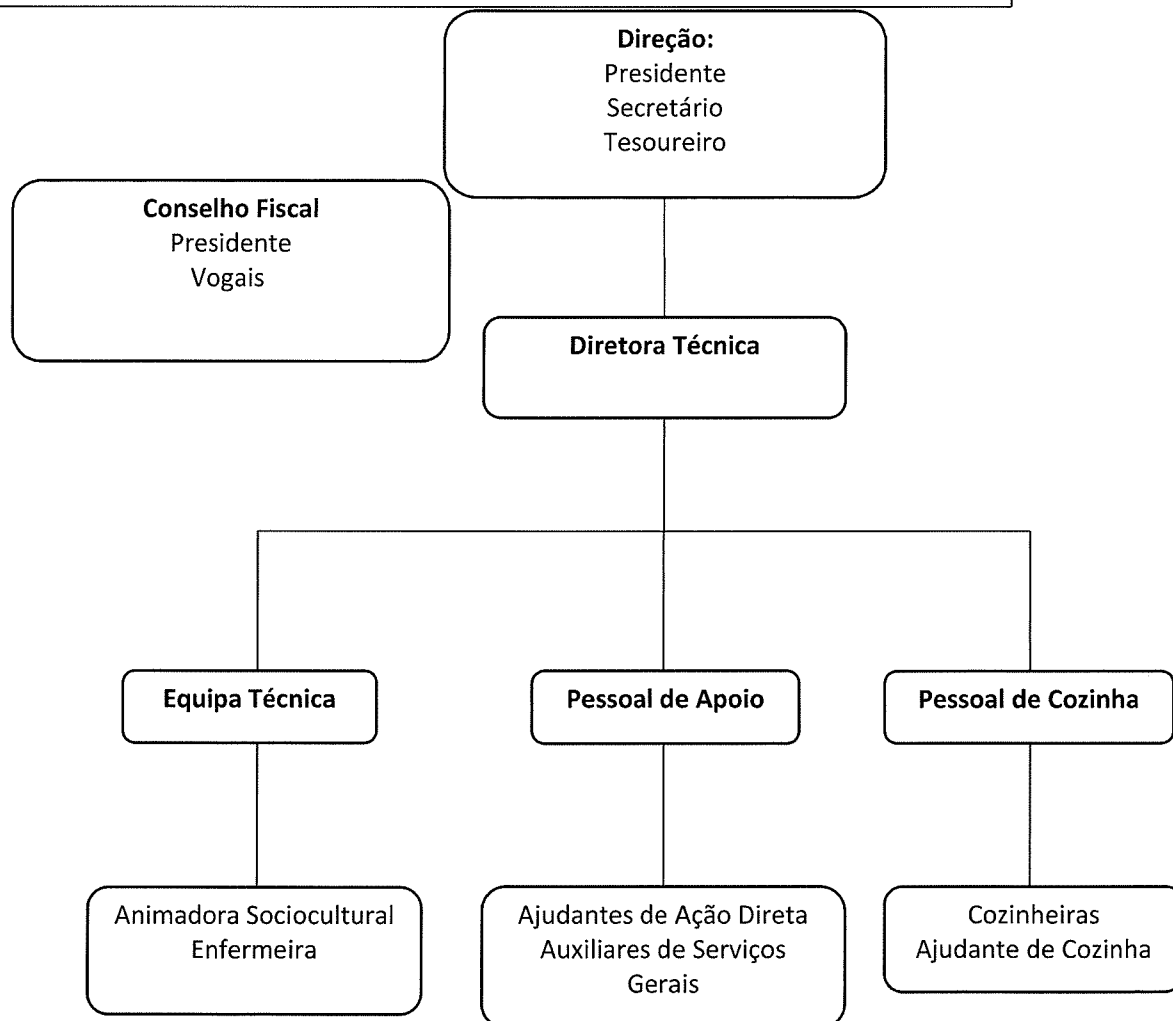 Direção:
Presidente
Secretário
Tesoureiro
Conselho Fiscal
Presidente
Vogais
Diretora Técnica
Equipa Técnica
Pessoal de Apoio
Pessoal de Cozinha
Animadora Sociocultural
Enfermeira
Ajudantes de Ação Direta
Auxiliares de Serviços
Gerais
Cozinheiras
Ajudante de Cozinha